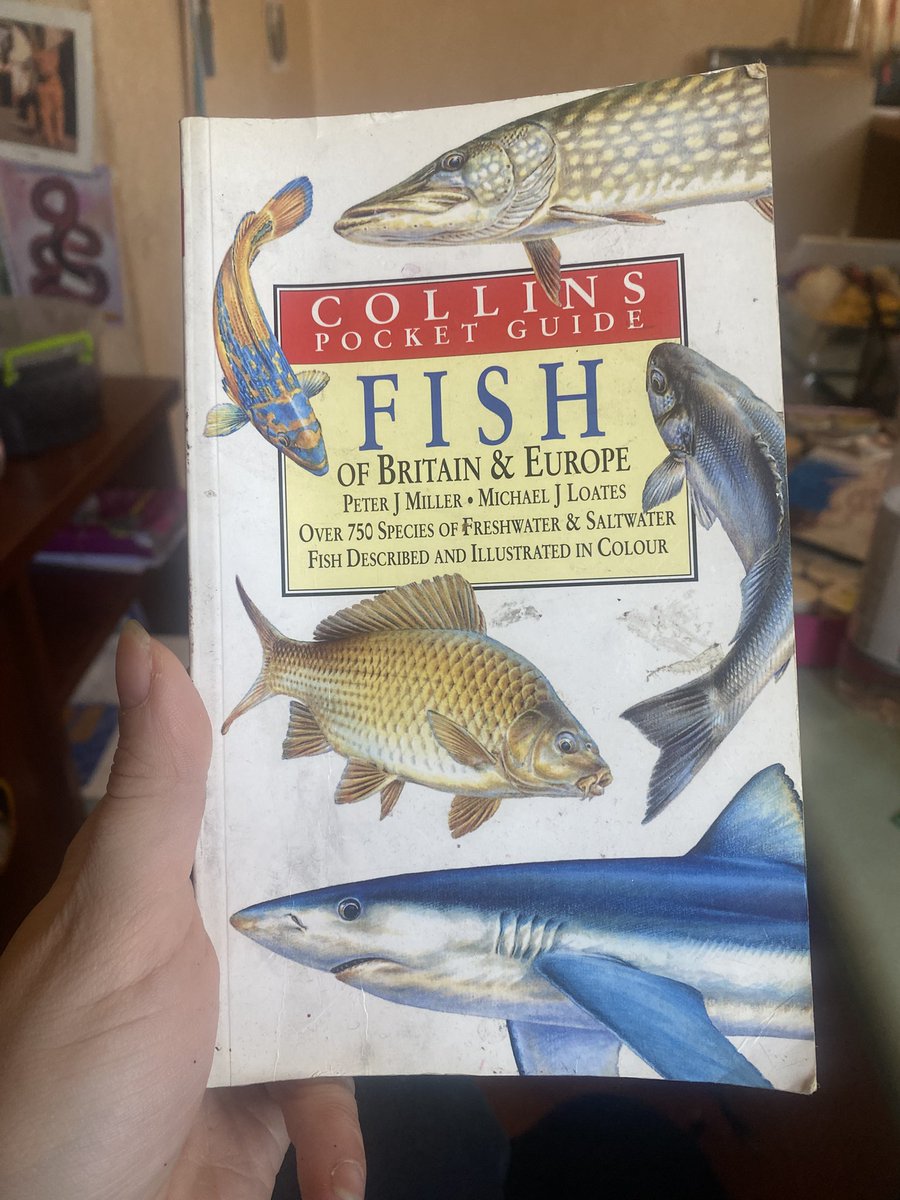 COLLINS
POCKET GUIDE
FISH
OF BRITAIN & EUROPE
PETER J MILLER • MICHAEL J LOATES
OVER 750 SPECIES OF FRESHWATER & SALTWATER
FISH DESCRIBED AND ILLUSTRATED IN COLOUR